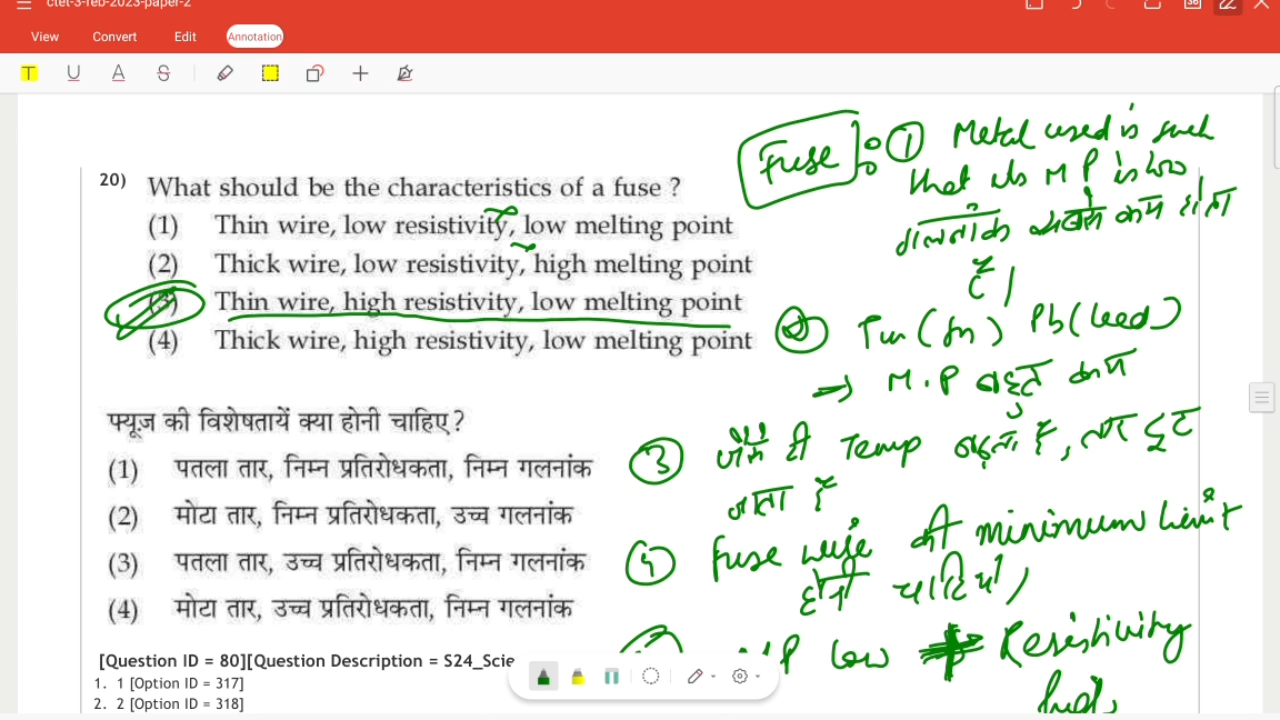 ctet-3-feb-2023-paper-2
View Convert Edit Annotation
20) What should be the characteristics of a fuse ?
(1) Thin wire, low resistivity, low melting point
(2) Thick wire, low resistivity, high melting point
(3) Thin wire, high resistivity, low melting point
(4) Thick wire, high resistivity, low melting point
फ्यूज़ की विशेषतायें क्या होनी चाहिए?
(1) पतला तार, निम्न प्रतिरोधकता, निम्न गलनांक
(2) मोटा तार, निम्न प्रतिरोधकता, उच्च गलनांक
(3) पतला तार, उच्च प्रतिरोधकता, निम्न गलनांक
(4) मोटा तार, उच्च प्रतिरोधकता, निम्न गलनांक
[Question ID = 80][Question Description = S24_Scie
1. 1 [Option ID = 317]
2. 2 [Option ID = 318]
Fuse : ① Metal used is such
that its M P is low
गलनांक कम होता
है।
② Tin (Sn) Pb (lead)
→ M.P बहुत कम
③ जैसे ही Temp बढ़ता है, तार टूट
जाता है
④ fuse wire की minimum limit
होनी चाहिये।
M P low Resistivity